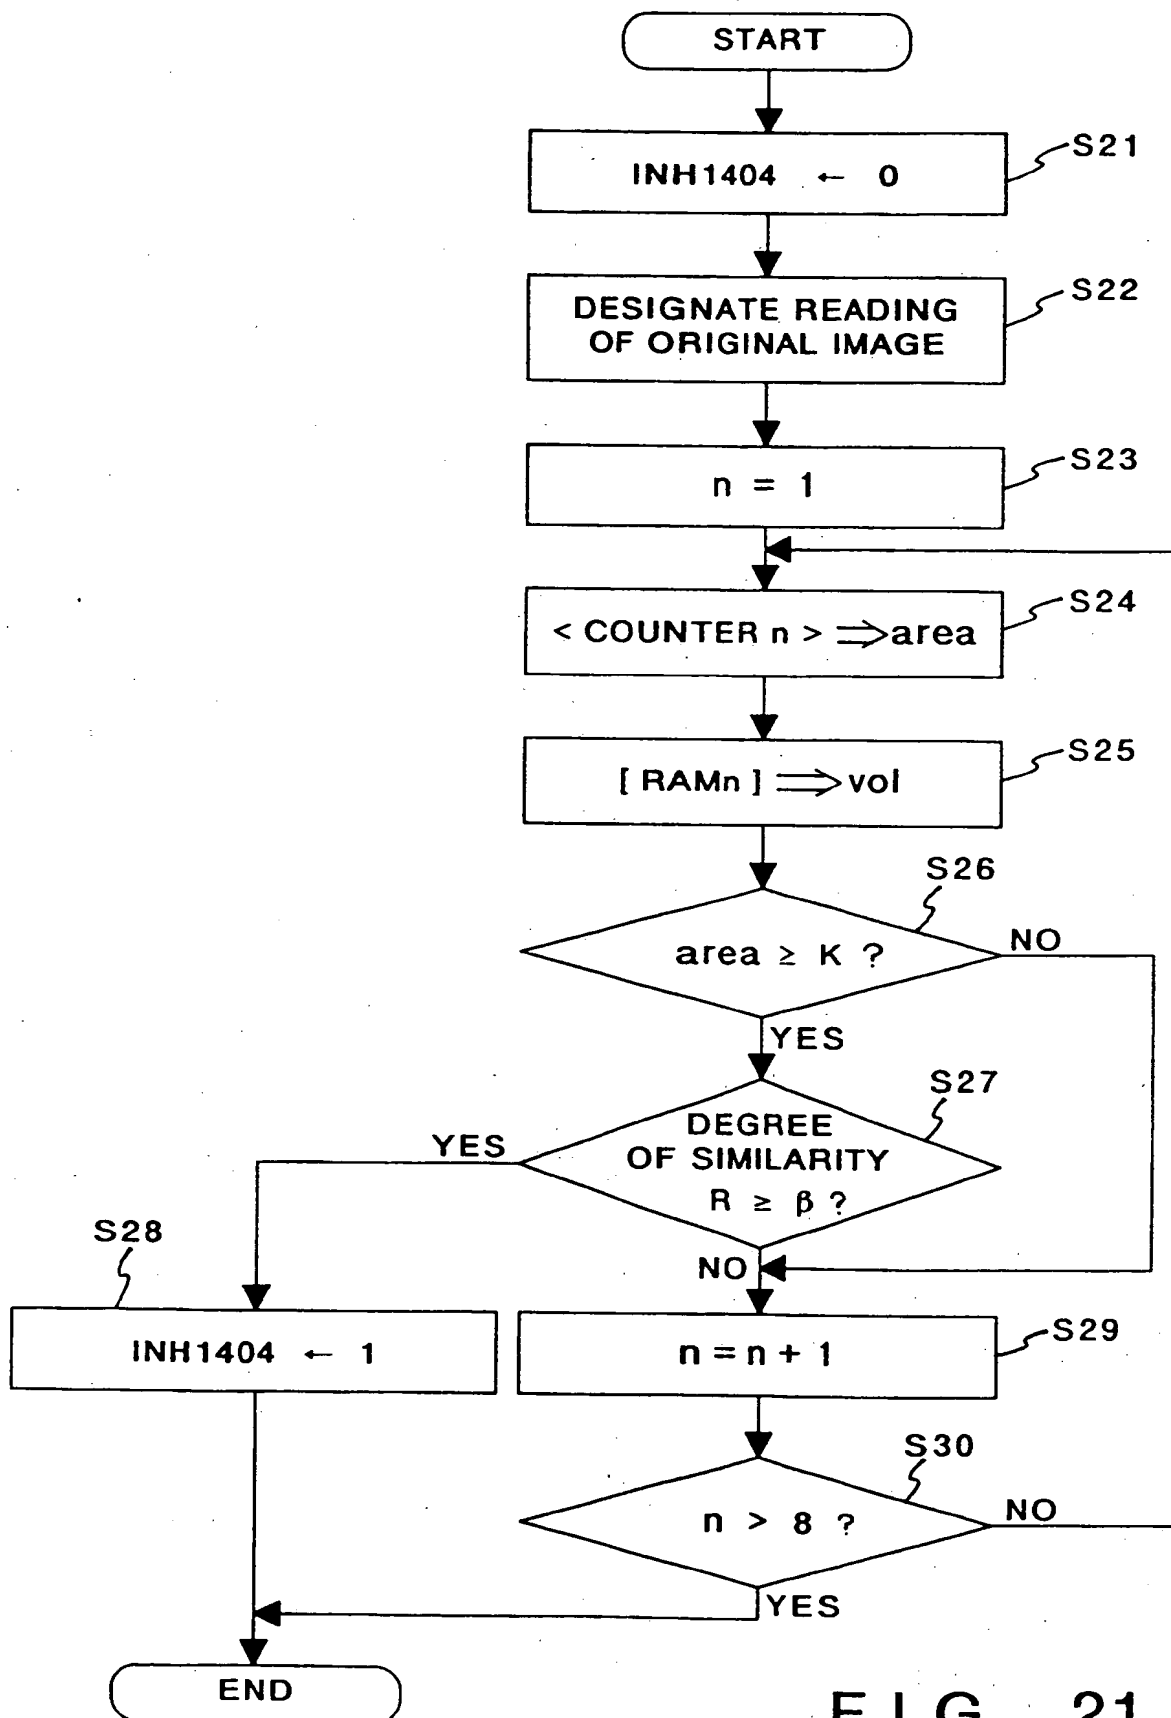 START
INH1404 ← 0
S21
DESIGNATE READING
OF ORIGINAL IMAGE
S22
n = 1
S23
< COUNTER n > ⇒ area
S24
[ RAMn ] ⇒ vol
S25
S26
area ≥ K ?
NO
YES
S27
DEGREE
OF SIMILARITY
R ≥ β ?
YES
NO
S28
INH1404 ← 1
n = n + 1
S29
S30
n > 8 ?
NO
YES
END
FIG. 21